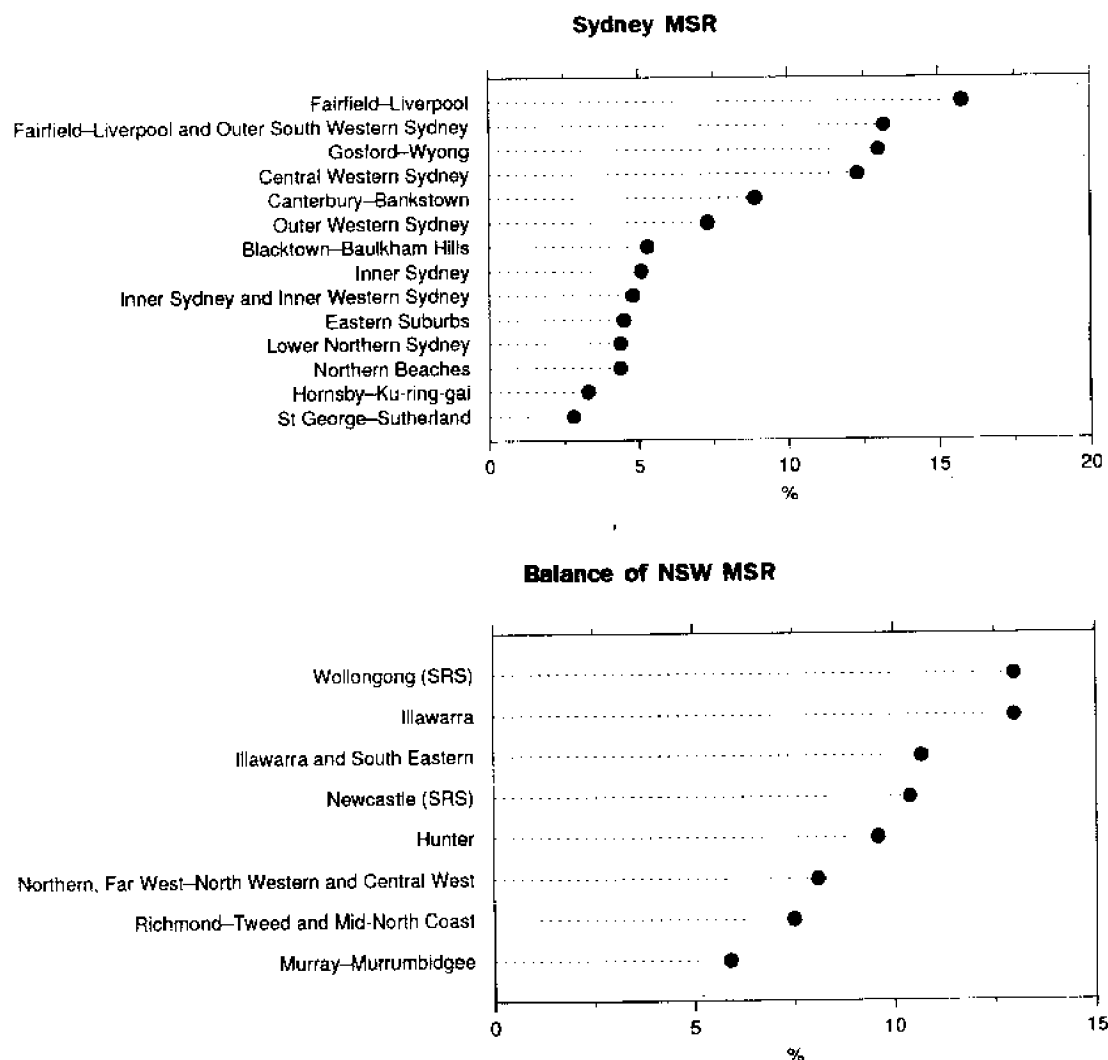 Sydney MSR
Fairfield–Liverpool
Fairfield–Liverpool and Outer South Western Sydney
Gosford–Wyong
Central Western Sydney
Canterbury–Bankstown
Outer Western Sydney
Blacktown–Baulkham Hills
Inner Sydney
Inner Sydney and Inner Western Sydney
Eastern Suburbs
Lower Northern Sydney
Northern Beaches
Hornsby–Ku-ring-gai
St George–Sutherland
0 5 10 15 20
%
Balance of NSW MSR
Wollongong (SRS)
Illawarra
Illawarra and South Eastern
Newcastle (SRS)
Hunter
Northern, Far West–North Western and Central West
Richmond–Tweed and Mid-North Coast
Murray–Murrumbidgee
0 5 10 15
%